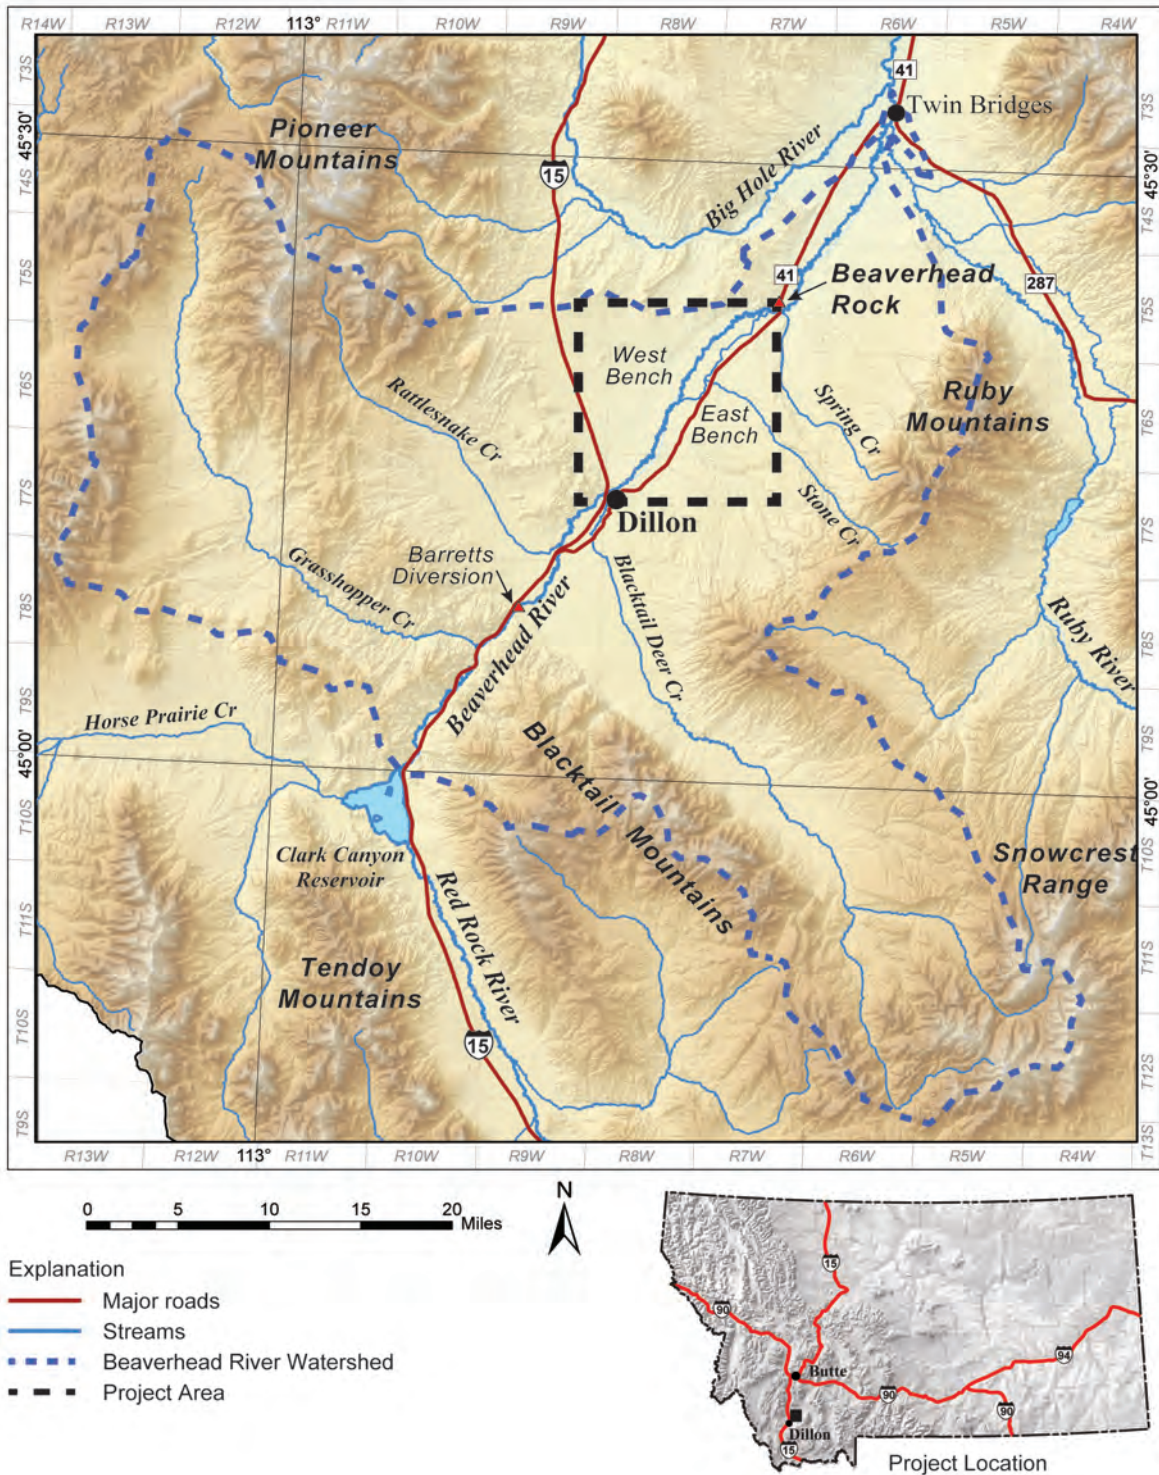 R14W R13W R12W 113° R11W R10W R9W R8W R7W R6W R5W R4W
T3S
45°30'
T4S
T5S
T6S
T7S
T8S
T9S
45°00'
T10S
T11S
T10S
T9S
T3S
45°30'
T4S
T5S
T6S
T7S
T8S
T9S
45°00'
T10S
T11S
T12S
T13S
41
Twin Bridges
Pioneer
Mountains
15
Big Hole River
41
Beaverhead
Rock
287
West
Bench
East
Bench
Rattlesnake Cr
Spring Cr
Ruby
Mountains
Stone Cr
Dillon
Barretts
Diversion
Grasshopper Cr
Beaverhead River
Blacktail Deer Cr
Ruby River
Horse Prairie Cr
Blacktail Mountains
Clark Canyon
Reservoir
Snowcrest
Range
Red Rock River
Tendoy
Mountains
15
R13W R12W 113° R11W R10W R9W R8W R7W R6W R5W R4W
0 5 10 15 20 Miles
N
Explanation
Major roads
Streams
Beaverhead River Watershed
Project Area
15
90
94
Butte
90
90
Dillon
15
Project Location